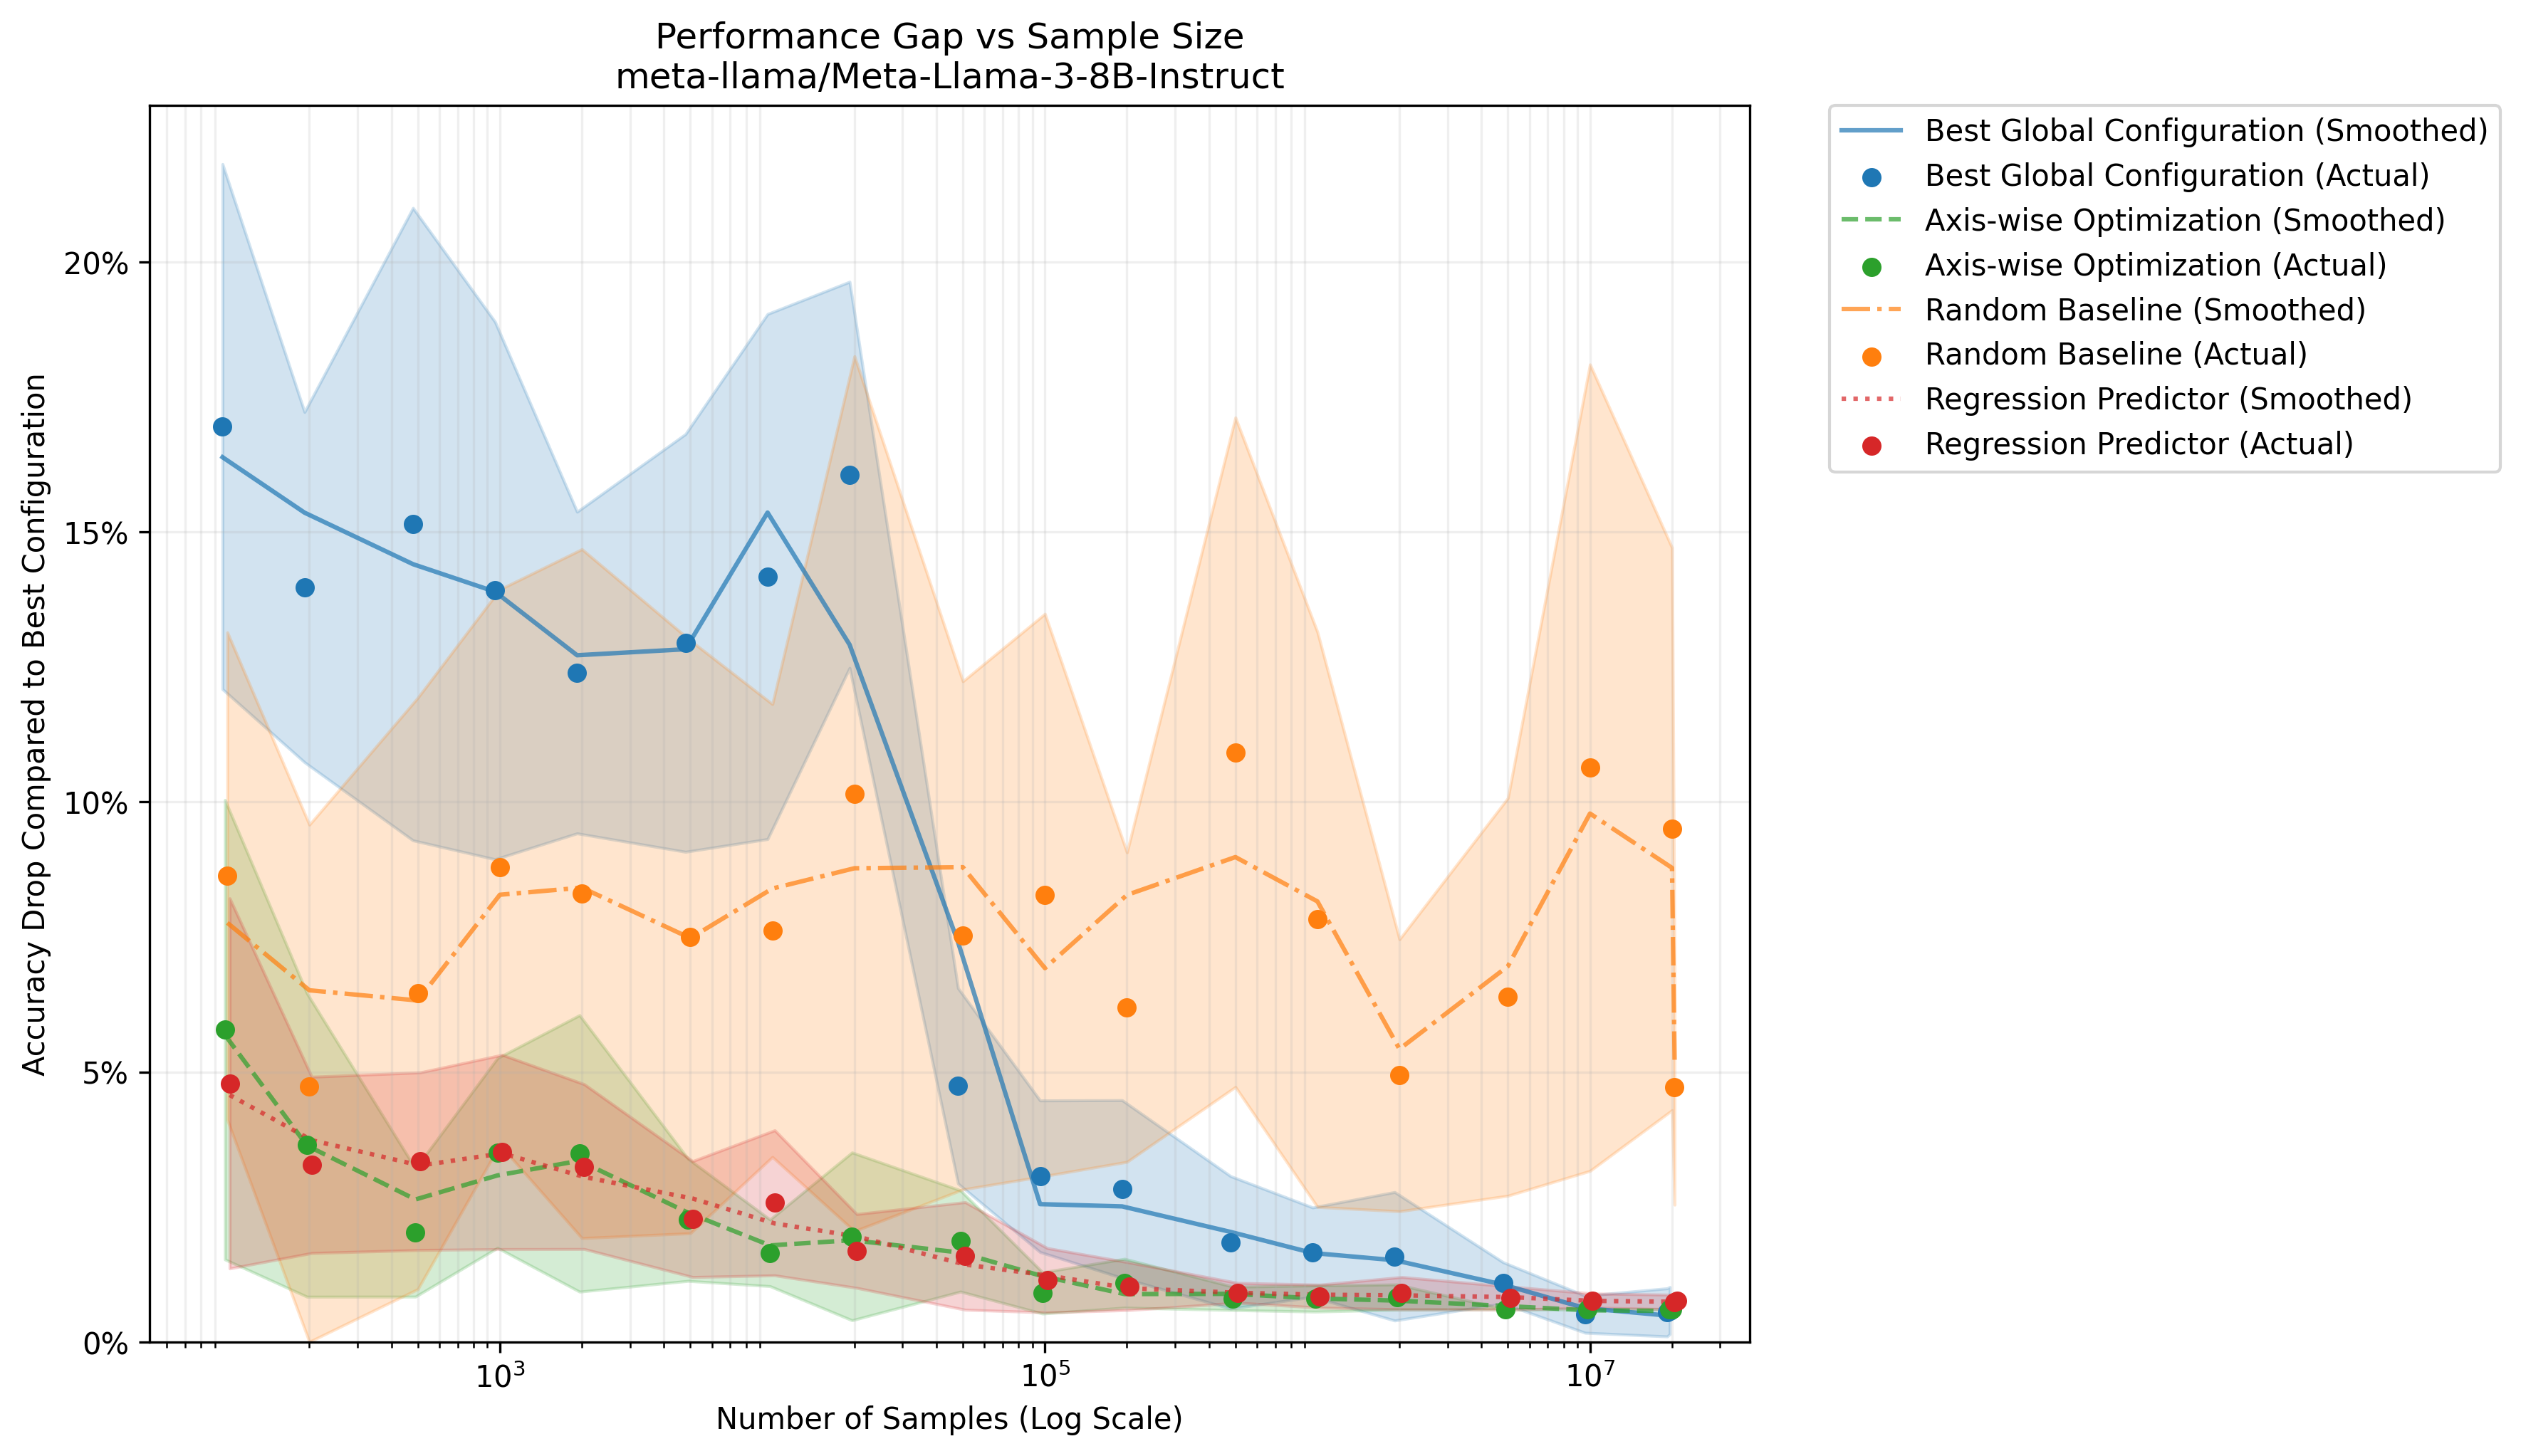 Performance Gap vs Sample Size
meta-llama/Meta-Llama-3-8B-Instruct
Accuracy Drop Compared to Best Configuration
20%
15%
10%
5%
0%
10³
10⁵
10⁷
Number of Samples (Log Scale)
Best Global Configuration (Smoothed)
Best Global Configuration (Actual)
Axis-wise Optimization (Smoothed)
Axis-wise Optimization (Actual)
Random Baseline (Smoothed)
Random Baseline (Actual)
Regression Predictor (Smoothed)
Regression Predictor (Actual)